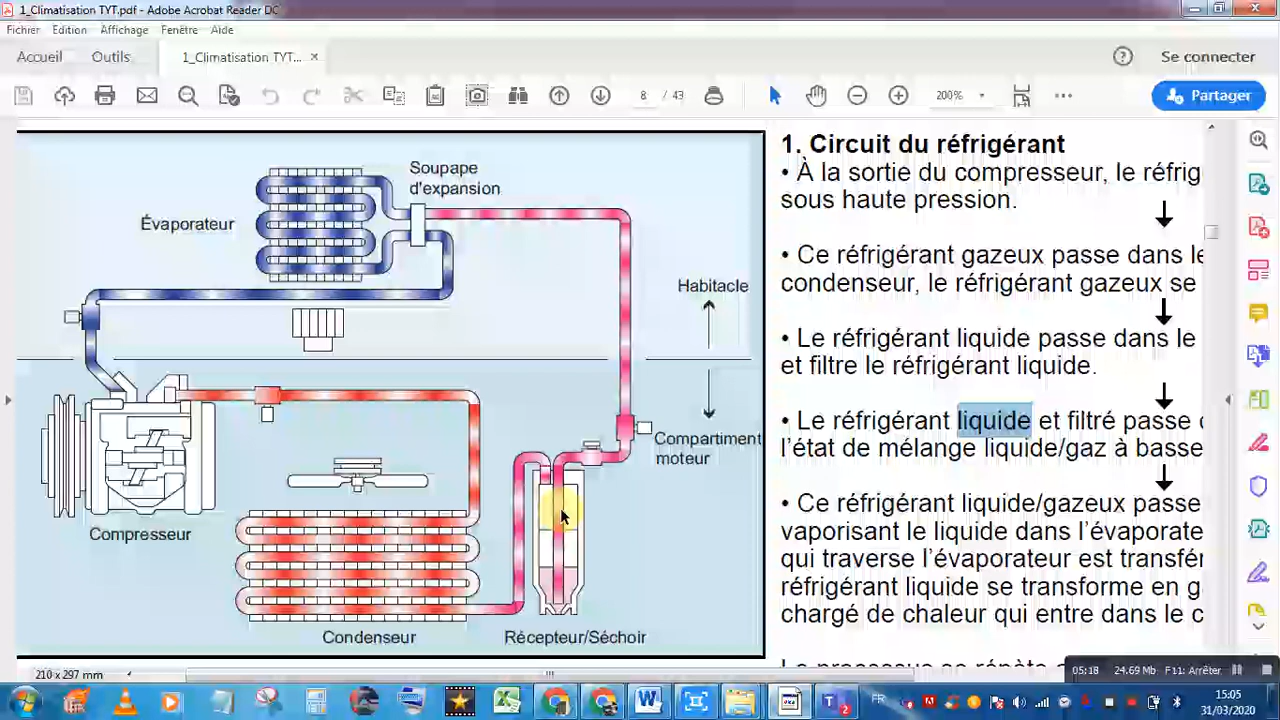 1_Climatisation TYT.pdf - Adobe Acrobat Reader DC
Fichier Edition Affichage Fenêtre Aide
Accueil Outils 1_Climatisation TYT... ×
Se connecter
8 / 43
200%
Partager
Soupape
d'expansion
Évaporateur
Habitacle
Compartiment
moteur
Compresseur
Condenseur
Récepteur/Séchoir
1. Circuit du réfrigérant
• À la sortie du compresseur, le réfrig
sous haute pression.
• Ce réfrigérant gazeux passe dans le
condenseur, le réfrigérant gazeux se
• Le réfrigérant liquide passe dans le
et filtre le réfrigérant liquide.
• Le réfrigérant liquide et filtré passe
l'état de mélange liquide/gaz à basse
• Ce réfrigérant liquide/gazeux passe
vaporisant le liquide dans l'évaporate
qui traverse l'évaporateur est transfér
réfrigérant liquide se transforme en g
chargé de chaleur qui entre dans le c
210 x 297 mm
05:18 24.69 Mb F11: Arrêter
FR
15:05
31/03/2020